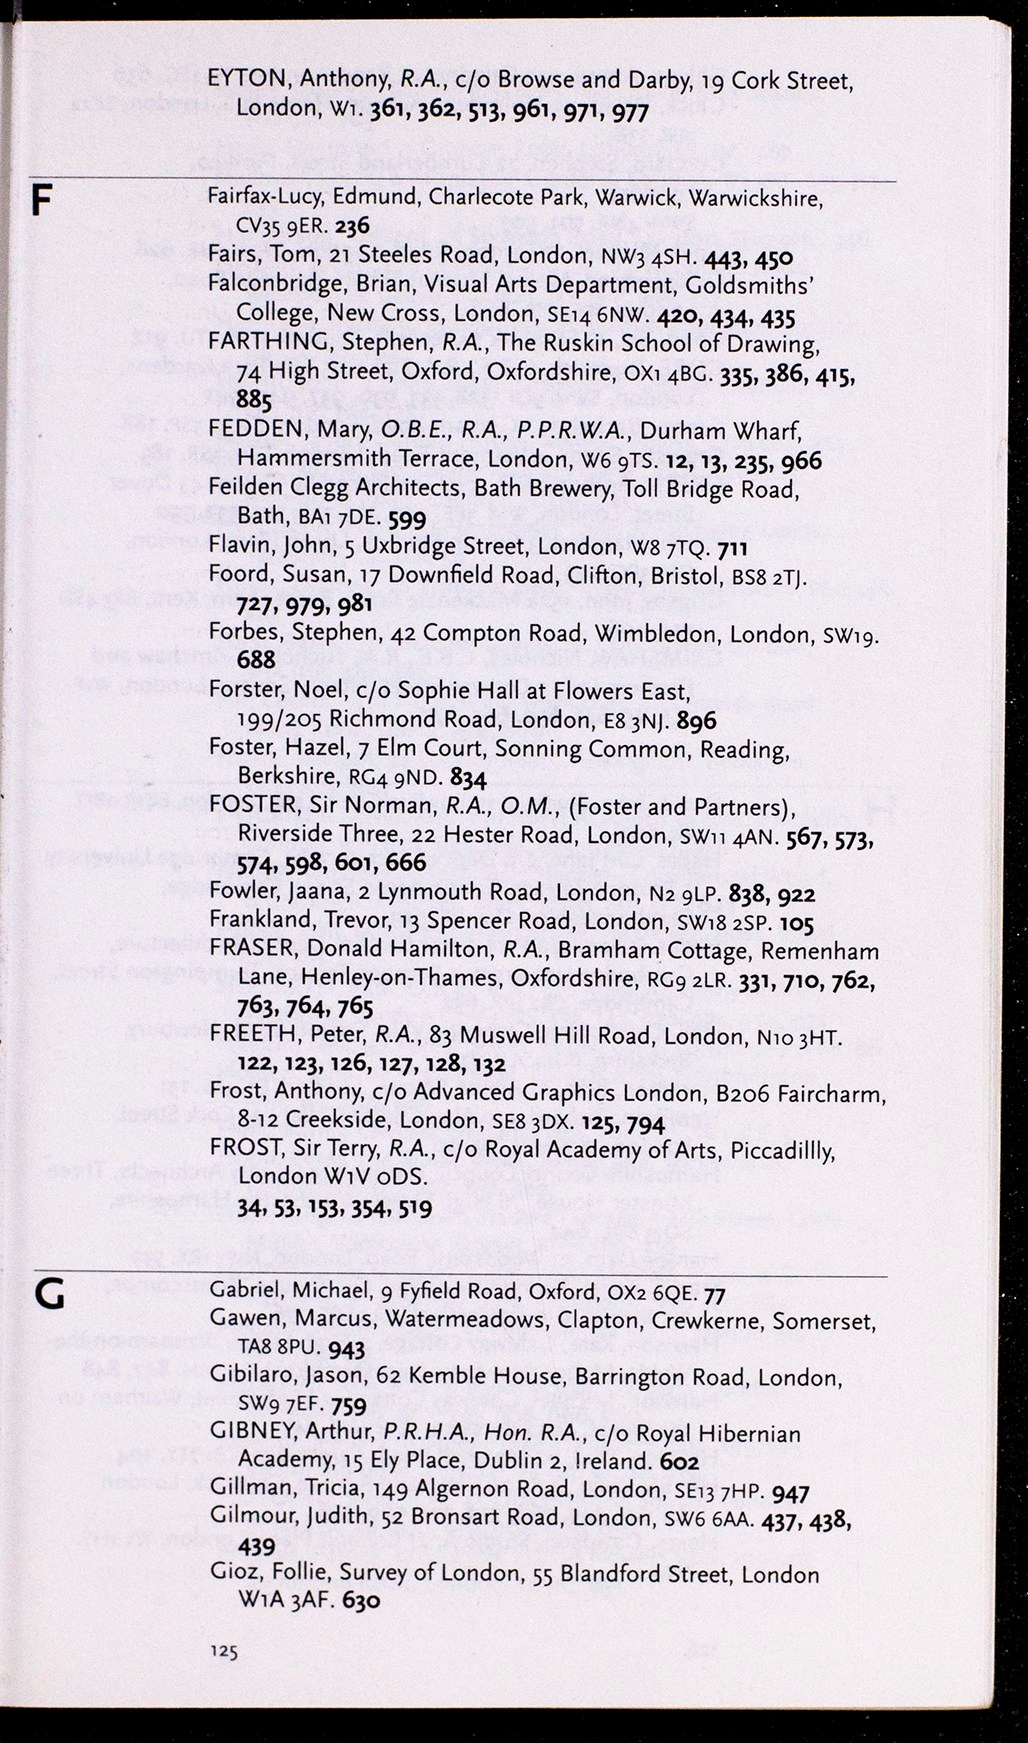 EYTON, Anthony, R.A., c/o Browse and Darby, 19 Cork Street,
London, W1. 361, 362, 513, 961, 971, 977
F
Fairfax-Lucy, Edmund, Charlecote Park, Warwick, Warwickshire,
CV35 9ER. 236
Fairs, Tom, 21 Steeles Road, London, NW3 4SH. 443, 450
Falconbridge, Brian, Visual Arts Department, Goldsmiths'
College, New Cross, London, SE14 6NW. 420, 434, 435
FARTHING, Stephen, R.A., The Ruskin School of Drawing,
74 High Street, Oxford, Oxfordshire, OX1 4BG. 335, 386, 415,
885
FEDDEN, Mary, O.B.E., R.A., P.P.R.W.A., Durham Wharf,
Hammersmith Terrace, London, W6 9TS. 12, 13, 235, 966
Feilden Clegg Architects, Bath Brewery, Toll Bridge Road,
Bath, BA1 7DE. 599
Flavin, John, 5 Uxbridge Street, London, W8 7TQ. 711
Foord, Susan, 17 Downfield Road, Clifton, Bristol, BS8 2TJ.
727, 979, 981
Forbes, Stephen, 42 Compton Road, Wimbledon, London, SW19.
688
Forster, Noel, c/o Sophie Hall at Flowers East,
199/205 Richmond Road, London, E8 3NJ. 896
Foster, Hazel, 7 Elm Court, Sonning Common, Reading,
Berkshire, RG4 9ND. 834
FOSTER, Sir Norman, R.A., O.M., (Foster and Partners),
Riverside Three, 22 Hester Road, London, SW11 4AN. 567, 573,
574, 598, 601, 666
Fowler, Jaana, 2 Lynmouth Road, London, N2 9LP. 838, 922
Frankland, Trevor, 13 Spencer Road, London, SW18 2SP. 105
FRASER, Donald Hamilton, R.A., Bramham Cottage, Remenham
Lane, Henley-on-Thames, Oxfordshire, RG9 2LR. 331, 710, 762,
763, 764, 765
FREETH, Peter, R.A., 83 Muswell Hill Road, London, N10 3HT.
122, 123, 126, 127, 128, 132
Frost, Anthony, c/o Advanced Graphics London, B206 Faircharm,
8-12 Creekside, London, SE8 3DX. 125, 794
FROST, Sir Terry, R.A., c/o Royal Academy of Arts, Piccadillly,
London W1V 0DS.
34, 53, 153, 354, 519
G
Gabriel, Michael, 9 Fyfield Road, Oxford, OX2 6QE. 77
Gawen, Marcus, Watermeadows, Clapton, Crewkerne, Somerset,
TA8 8PU. 943
Gibilaro, Jason, 62 Kemble House, Barrington Road, London,
SW9 7EF. 759
GIBNEY, Arthur, P.R.H.A., Hon. R.A., c/o Royal Hibernian
Academy, 15 Ely Place, Dublin 2, Ireland. 602
Gillman, Tricia, 149 Algernon Road, London, SE13 7HP. 947
Gilmour, Judith, 52 Bronsart Road, London, SW6 6AA. 437, 438,
439
Gioz, Follie, Survey of London, 55 Blandford Street, London
W1A 3AF. 630
125